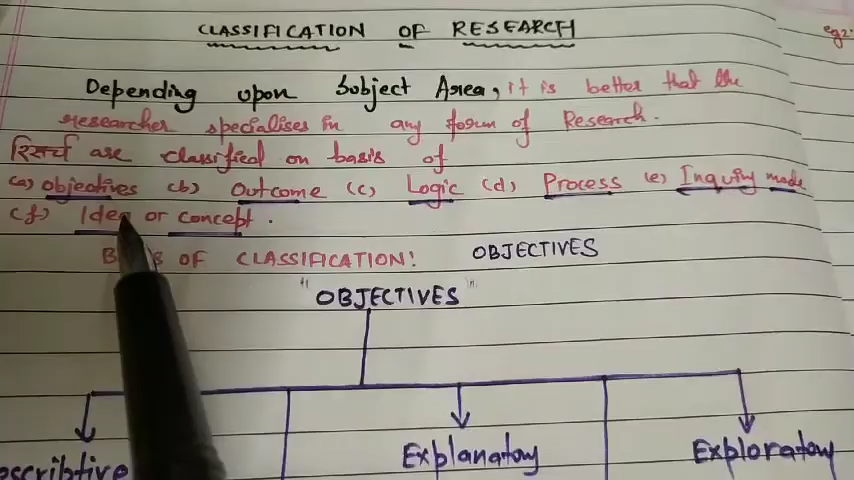 CLASSIFICATION OF RESEARCH
eg2.
Depending upon Subject Area, it is better that the
researcher specialises in any form of Research.
रिसर्च are classified on basis of
(a) objectives (b) Outcome (c) Logic (d) Process (e) Inquiry mode
(f) Idea or concept.
OF CLASSIFICATION! OBJECTIVES
"OBJECTIVES"
Explanatory Exploratory